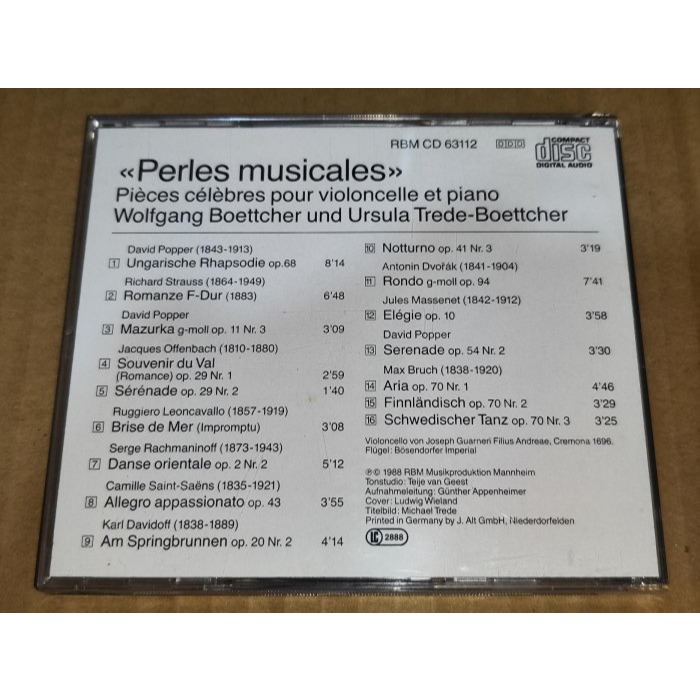 RBM CD 63112 DDD COMPACT disc DIGITAL AUDIO
«Perles musicales»
Pièces célèbres pour violoncelle et piano
Wolfgang Boettcher und Ursula Trede-Boettcher
David Popper (1843-1913)
1 Ungarische Rhapsodie op.68 8'14
Richard Strauss (1864-1949)
2 Romanze F-Dur (1883) 6'48
David Popper
3 Mazurka g-moll op. 11 Nr. 3 3'09
Jacques Offenbach (1810-1880)
4 Souvenir du Val
(Romance) op. 29 Nr. 1 2'59
5 Sérénade op. 29 Nr. 2 1'40
Ruggiero Leoncavallo (1857-1919)
6 Brise de Mer (Impromptu) 3'08
Serge Rachmaninoff (1873-1943)
7 Danse orientale op. 2 Nr. 2 5'12
Camille Saint-Saëns (1835-1921)
8 Allegro appassionato op. 43 3'55
Karl Davidoff (1838-1889)
9 Am Springbrunnen op. 20 Nr. 2 4'14
10 Notturno op. 41 Nr. 3 3'19
Antonin Dvořák (1841-1904)
11 Rondo g-moll op. 94 7'41
Jules Massenet (1842-1912)
12 Elégie op. 10 3'58
David Popper
13 Serenade op. 54 Nr. 2 3'30
Max Bruch (1838-1920)
14 Aria op. 70 Nr. 1 4'46
15 Finnländisch op. 70 Nr. 2 3'29
16 Schwedischer Tanz op. 70 Nr. 3 3'25
Violoncello von Joseph Guarneri Filius Andreae, Cremona 1696.
Flügel: Bösendorfer Imperial
℗© 1988 RBM Musikproduktion Mannheim
Tonstudio: Teije van Geest
Aufnahmeleitung: Günther Appenheimer
Cover: Ludwig Wieland
Titelbild: Michael Trede
Printed in Germany by J. Alt GmbH, Niederdorfelden
LC 2888